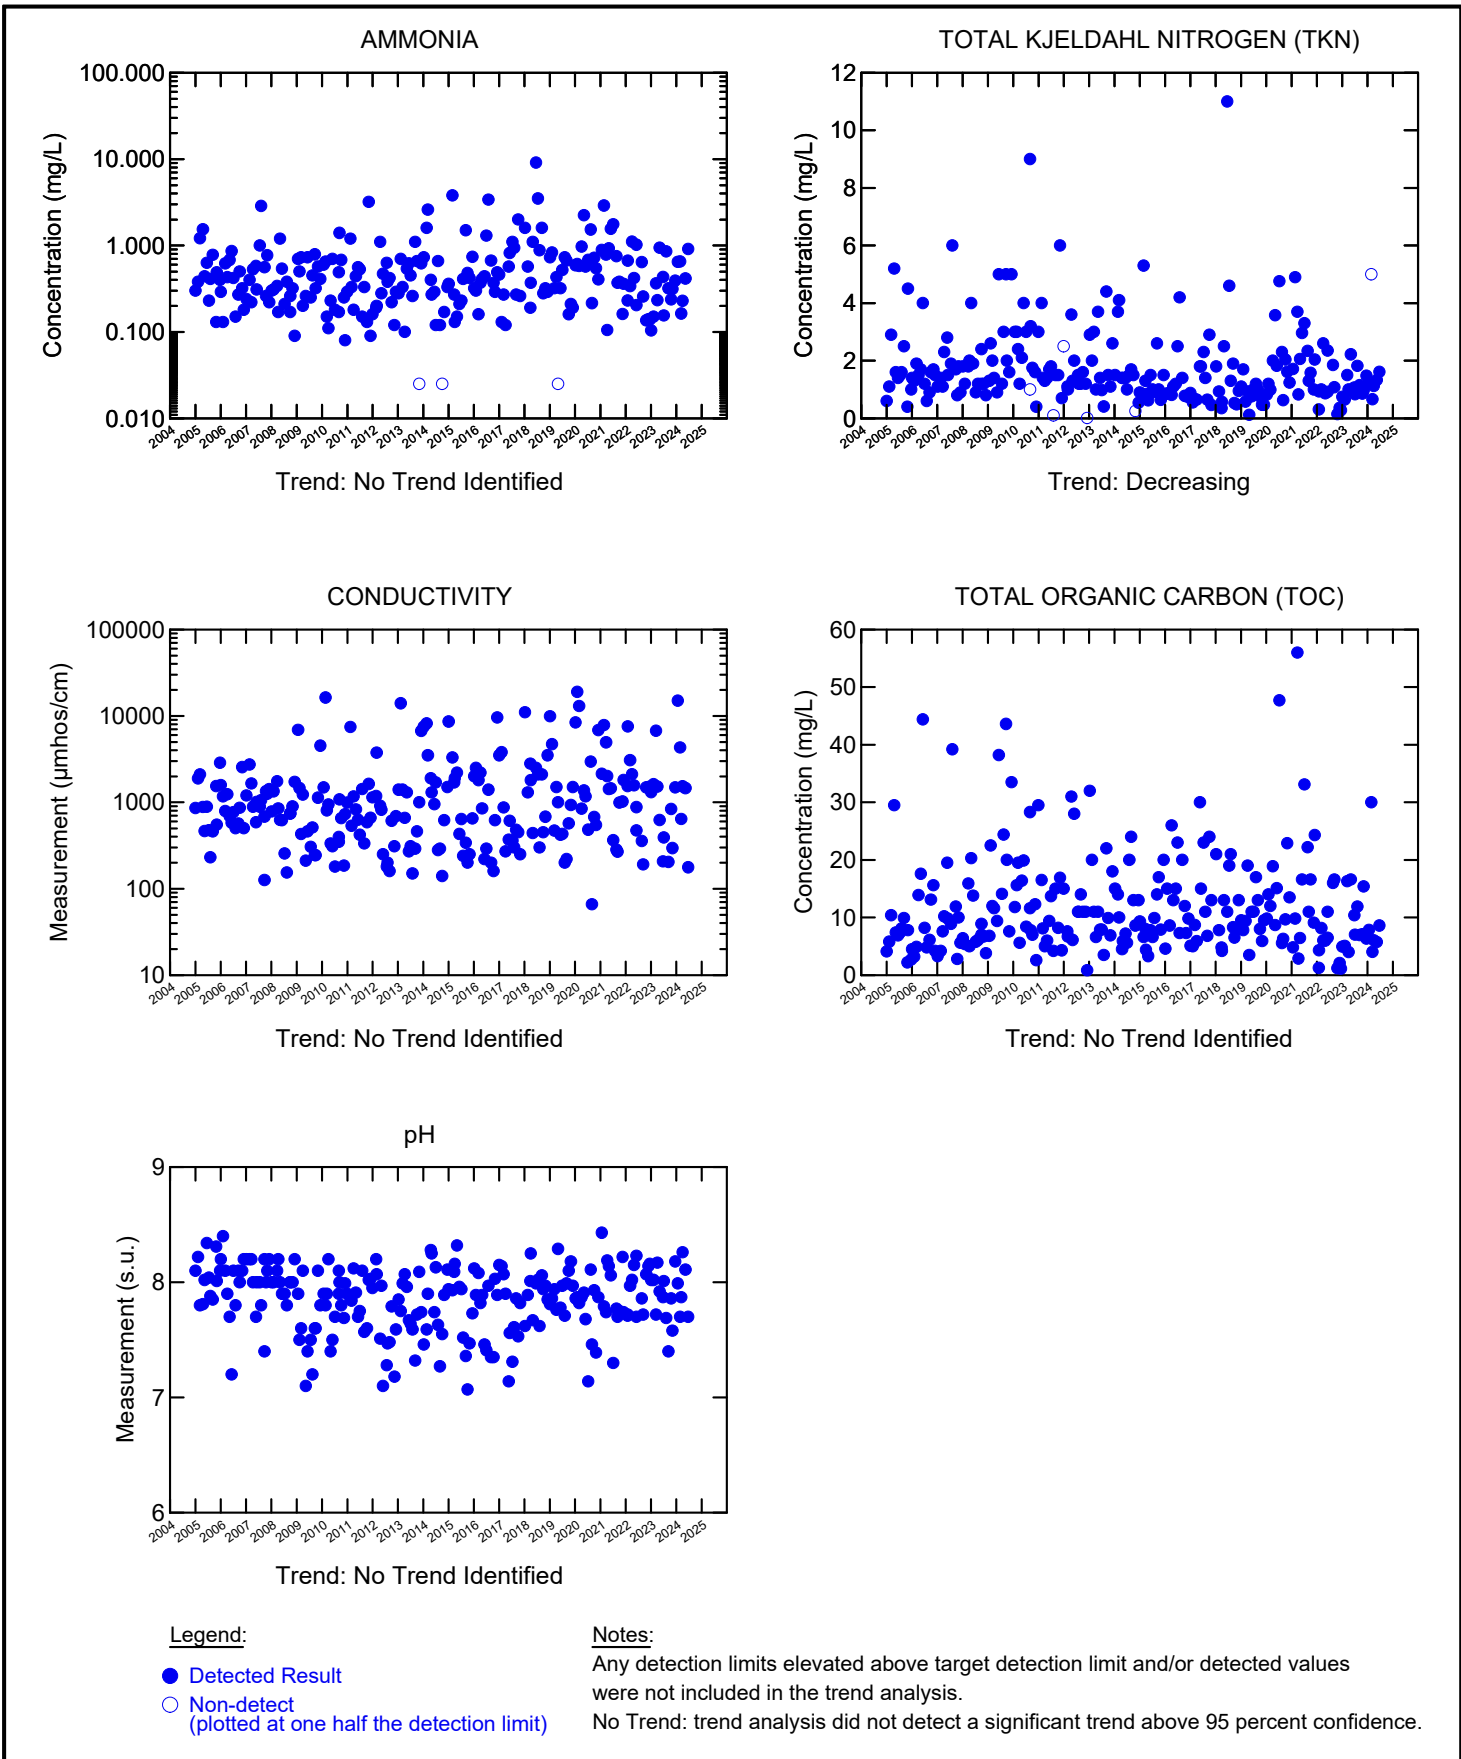 AMMONIA
Concentration (mg/L)
100.000
10.000
1.000
0.100
0.010
2004 2005 2006 2007 2008 2009 2010 2011 2012 2013 2014 2015 2016 2017 2018 2019 2020 2021 2022 2023 2024 2025
Trend: No Trend Identified
TOTAL KJELDAHL NITROGEN (TKN)
Concentration (mg/L)
12
10
8
6
4
2
0
2004 2005 2006 2007 2008 2009 2010 2011 2012 2013 2014 2015 2016 2017 2018 2019 2020 2021 2022 2023 2024 2025
Trend: Decreasing
CONDUCTIVITY
Measurement (µmhos/cm)
100000
10000
1000
100
10
2004 2005 2006 2007 2008 2009 2010 2011 2012 2013 2014 2015 2016 2017 2018 2019 2020 2021 2022 2023 2024 2025
Trend: No Trend Identified
TOTAL ORGANIC CARBON (TOC)
Concentration (mg/L)
60
50
40
30
20
10
0
2004 2005 2006 2007 2008 2009 2010 2011 2012 2013 2014 2015 2016 2017 2018 2019 2020 2021 2022 2023 2024 2025
Trend: No Trend Identified
pH
Measurement (s.u.)
9
8
7
6
2004 2005 2006 2007 2008 2009 2010 2011 2012 2013 2014 2015 2016 2017 2018 2019 2020 2021 2022 2023 2024 2025
Trend: No Trend Identified
Legend:
Detected Result
Non-detect
(plotted at one half the detection limit)
Notes:
Any detection limits elevated above target detection limit and/or detected values
were not included in the trend analysis.
No Trend: trend analysis did not detect a significant trend above 95 percent confidence.